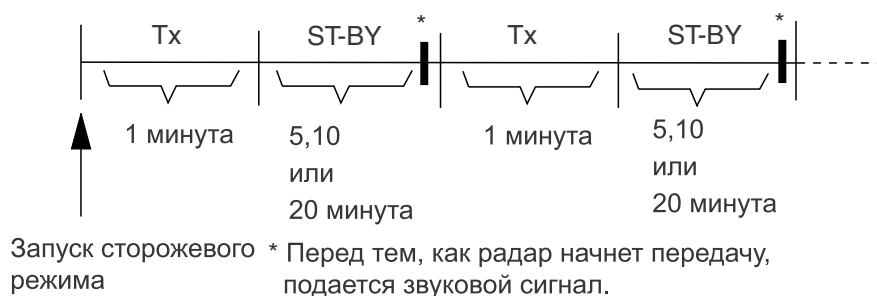 Tx ST-BY * Tx ST-BY *
1 минута 5,10 1 минута 5,10
или или
20 минута 20 минута
Запуск сторожевого * Перед тем, как радар начнет передачу,
режима подается звуковой сигнал.